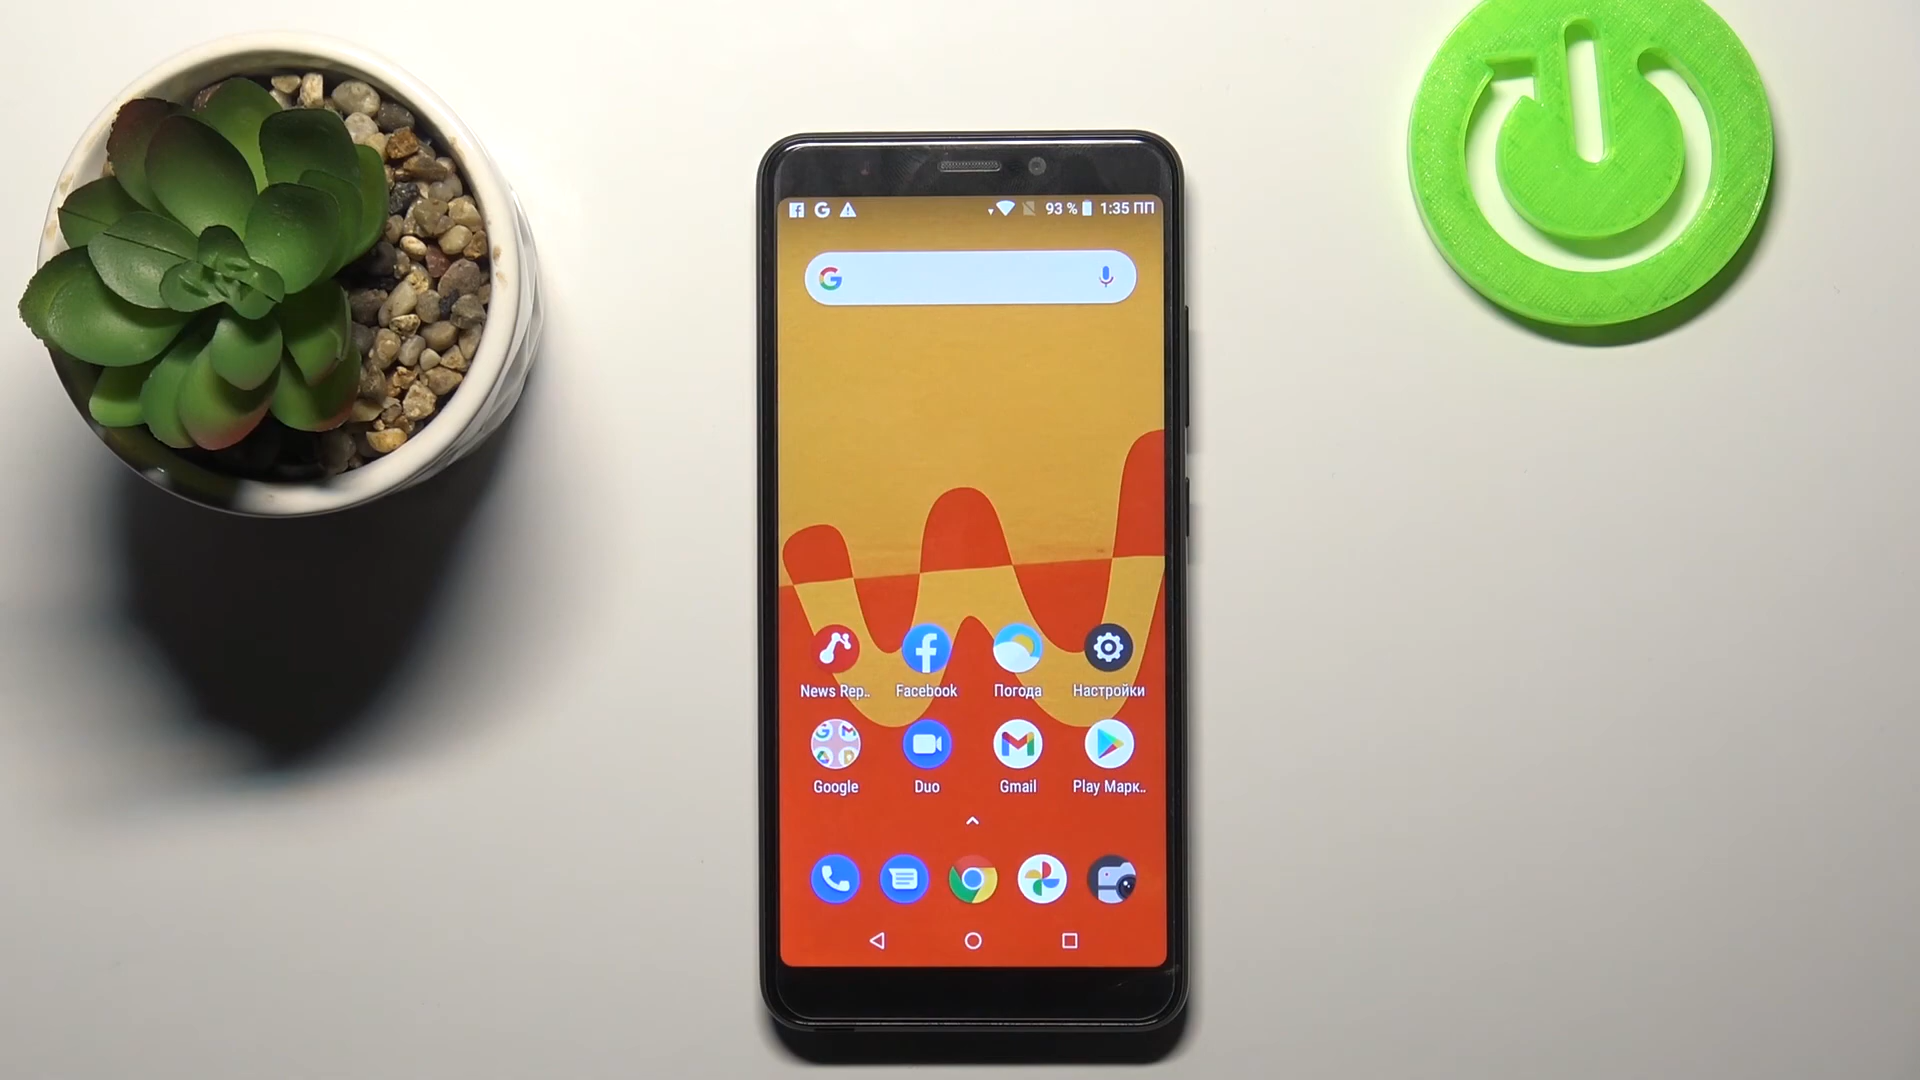 93 % 1:35 ПП
News Rep.. Facebook Погода Настройки
Google Duo Gmail Play Марк..